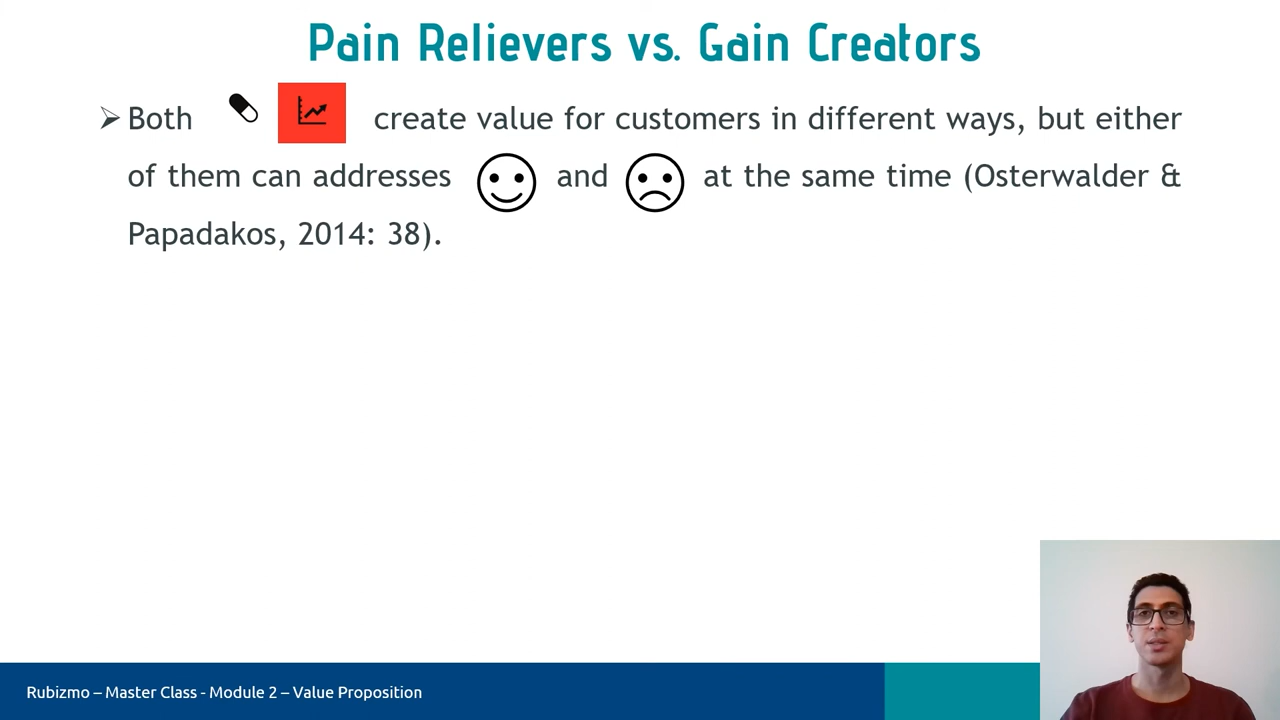 Pain Relievers vs. Gain Creators
Both create value for customers in different ways, but either
of them can addresses and at the same time (Osterwalder &
Papadakos, 2014: 38).
Rubizmo – Master Class - Module 2 – Value Proposition